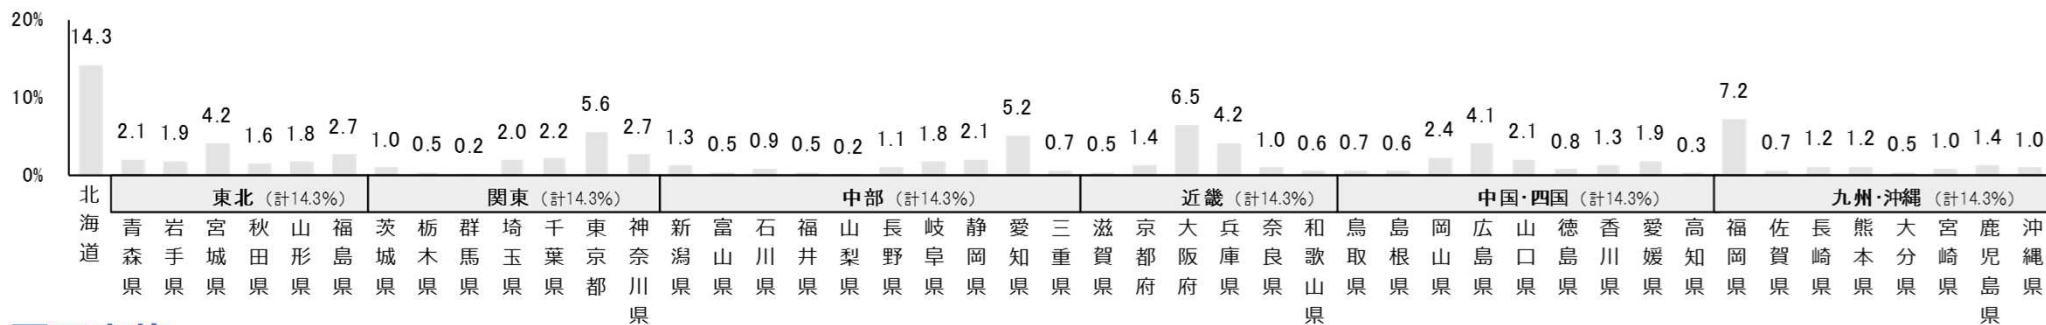 20%
10%
0%
14.3 2.1 1.9 4.2 1.6 1.8 2.7 1.0 0.5 0.2 2.0 2.2 5.6 2.7 1.3 0.5 0.9 0.5 0.2 1.1 1.8 2.1 5.2 0.7 0.5 1.4 6.5 4.2 1.0 0.6 0.7 0.6 2.4 4.1 2.1 0.8 1.3 1.9 0.3 7.2 0.7 1.2 1.2 0.5 1.0 1.4 1.0
東北（計14.3%） 関東（計14.3%） 中部（計14.3%） 近畿（計14.3%） 中国・四国（計14.3%） 九州・沖縄（計14.3%）
北海道
青森県
岩手県
宮城県
秋田県
山形県
福島県
茨城県
栃木県
群馬県
埼玉県
千葉県
東京都
神奈川県
新潟県
富山県
石川県
福井県
山梨県
長野県
岐阜県
静岡県
愛知県
三重県
滋賀県
京都府
大阪府
兵庫県
奈良県
和歌山県
鳥取県
島根県
岡山県
広島県
山口県
徳島県
香川県
愛媛県
高知県
福岡県
佐賀県
長崎県
熊本県
大分県
宮崎県
鹿児島県
沖縄県